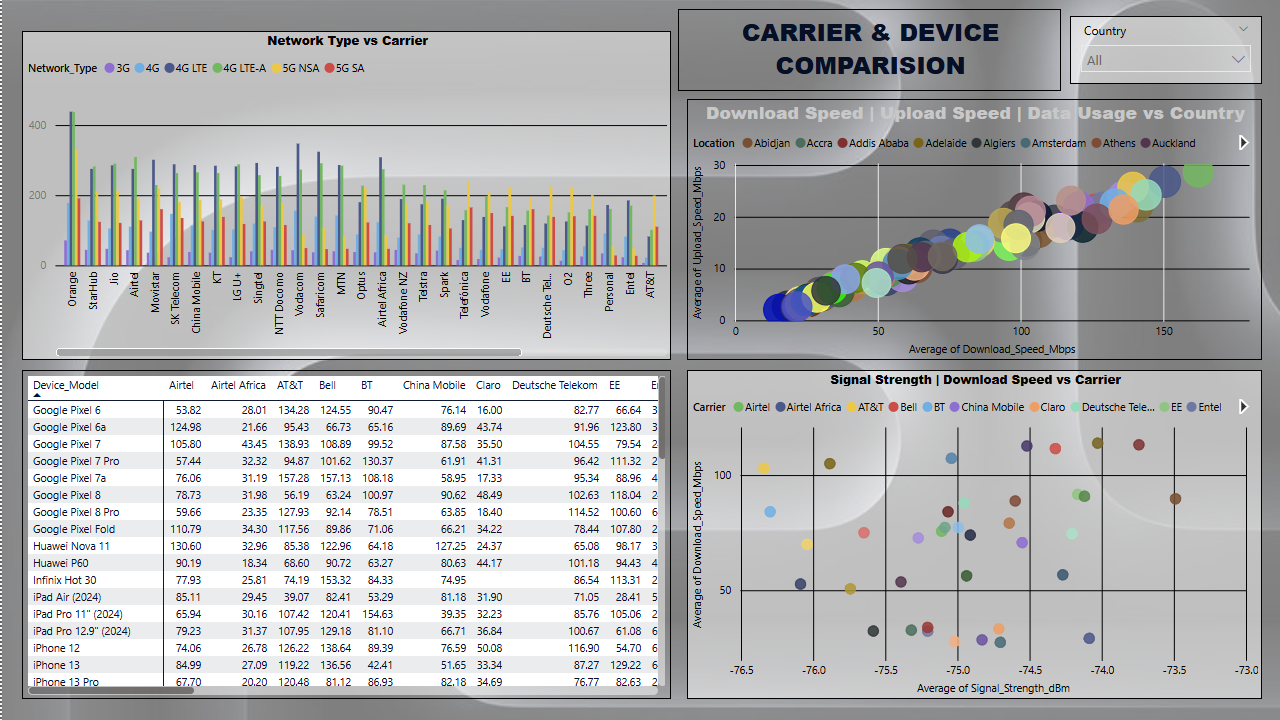 Network Type vs Carrier
Network_Type 3G 4G 4G LTE 4G LTE-A 5G NSA 5G SA
400
200
0
Orange StarHub Jio Airtel Movistar SK Telecom China Mobile KT LG U+ Singtel NTT Docomo Vodacom Safaricom MTN Optus Airtel Africa Vodafone NZ Telstra Spark Telefónica Vodafone EE BT Deutsche Tel... O2 Three Personal Entel AT&T
CARRIER & DEVICE
COMPARISION
Country
All
Download Speed | Upload Speed | Data Usage vs Country
Location Abidjan Accra Addis Ababa Adelaide Algiers Amsterdam Athens Auckland
Average of Upload_Speed_Mbps
30
20
10
0
0 50 100 150
Average of Download_Speed_Mbps
Device_Model Airtel Airtel Africa AT&T Bell BT China Mobile Claro Deutsche Telekom EE
Google Pixel 6 53.82 28.01 134.28 124.55 90.47 76.14 16.00 82.77 66.64 3
Google Pixel 6a 124.98 21.66 95.43 66.73 65.16 89.69 43.74 91.96 123.80 3
Google Pixel 7 105.80 43.45 138.93 108.89 99.52 87.58 35.50 104.55 79.54 2
Google Pixel 7 Pro 57.44 32.32 94.87 101.62 130.37 61.91 41.31 96.42 111.32 2
Google Pixel 7a 76.06 31.19 157.28 157.13 108.18 58.95 17.33 95.34 88.96 4
Google Pixel 8 78.73 31.98 56.19 63.24 100.97 90.62 48.49 102.63 118.04 2
Google Pixel 8 Pro 59.66 23.35 127.93 92.14 78.51 63.85 18.40 114.52 100.60 6
Google Pixel Fold 110.79 34.30 117.56 89.86 71.06 66.21 34.22 78.44 107.80 2
Huawei Nova 11 130.60 32.96 85.38 122.96 64.18 127.25 24.37 65.08 98.17 3
Huawei P60 90.19 18.34 68.60 90.72 63.27 80.63 44.17 101.18 94.43 4
Infinix Hot 30 77.93 25.81 74.19 153.32 84.33 74.95 86.54 113.31 2
iPad Air (2024) 85.11 29.45 39.07 82.41 53.29 81.18 31.90 71.05 28.41 5
iPad Pro 11" (2024) 65.94 30.16 107.42 120.41 154.63 39.35 32.23 85.76 105.06 2
iPad Pro 12.9" (2024) 79.23 31.37 107.95 129.18 81.10 66.71 36.84 100.67 61.08 6
iPhone 12 74.06 26.78 126.22 138.64 89.39 76.59 50.08 116.90 54.70 6
iPhone 13 84.99 27.09 119.22 136.56 42.41 51.65 33.34 87.27 129.22 6
iPhone 13 Pro 67.70 20.20 120.48 81.12 86.93 82.18 34.69 76.77 82.63 2
Signal Strength | Download Speed vs Carrier
Carrier Airtel Airtel Africa AT&T Bell BT China Mobile Claro Deutsche Tele... EE Entel
Average of Download_Speed_Mbps
100
50
-76.5 -76.0 -75.5 -75.0 -74.5 -74.0 -73.5 -73.0
Average of Signal_Strength_dBm